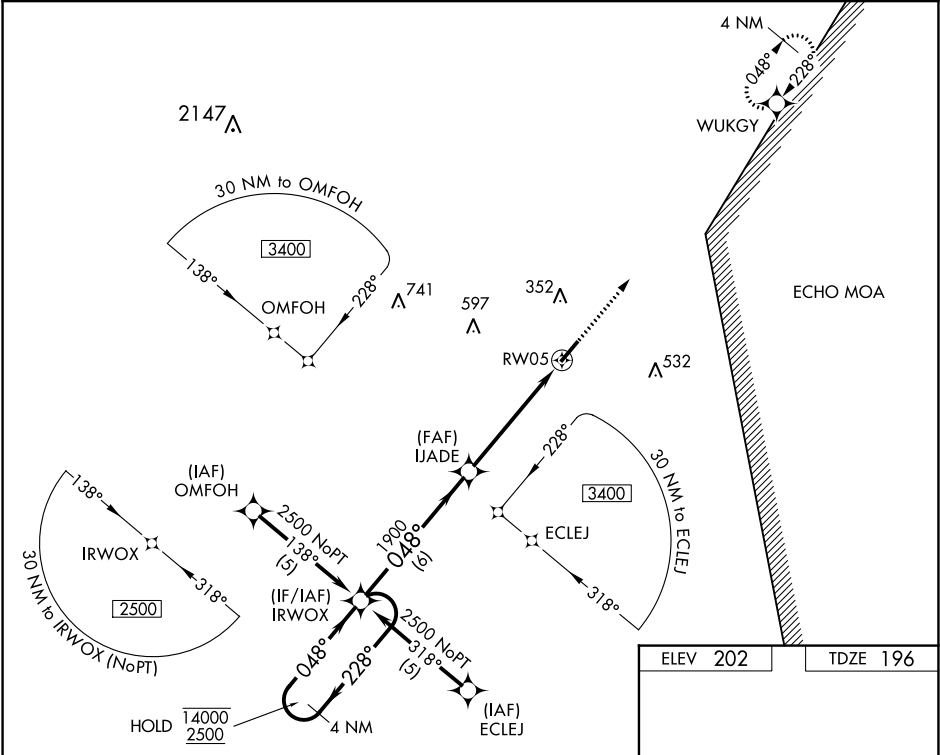 4 NM
048°
228°
WUKGY
2147
30 NM to OMFOH
3400
138°
228°
OMFOH
741
597
352
ECHO MOA
RW05
532
(FAF)
IJADE
228°
30 NM to ECLEJ
3400
ECLEJ
318°
(IAF)
OMFOH
2500 NoPT
138°
(5)
1900
048°
(6)
138°
IRWOX
318°
2500
30 NM to IRWOX (NoPT)
(IF/IAF)
IRWOX
2500 NoPT
318°
(5)
048°
228°
HOLD 14000
2500
4 NM
(IAF)
ECLEJ
ELEV 202
TDZE 196